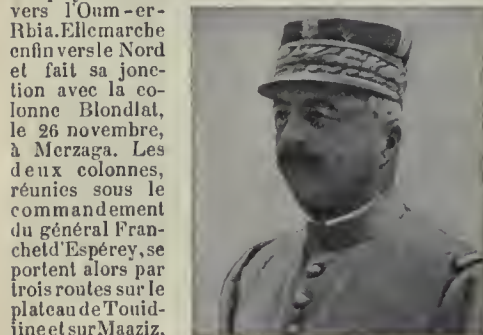 vers l'Oum-er-
Rbia. Elle marche
enfin vers le Nord
et fait sa jonc-
tion avec la co-
lonne Blondlat,
le 26 novembre,
à Merzaga. Les
deux colonnes,
réunies sous le
commandement
du général Fran-
chet d'Espérey, se
portent alors par
trois routes sur le
plateau de Touid-
jine et sur Maaziz.